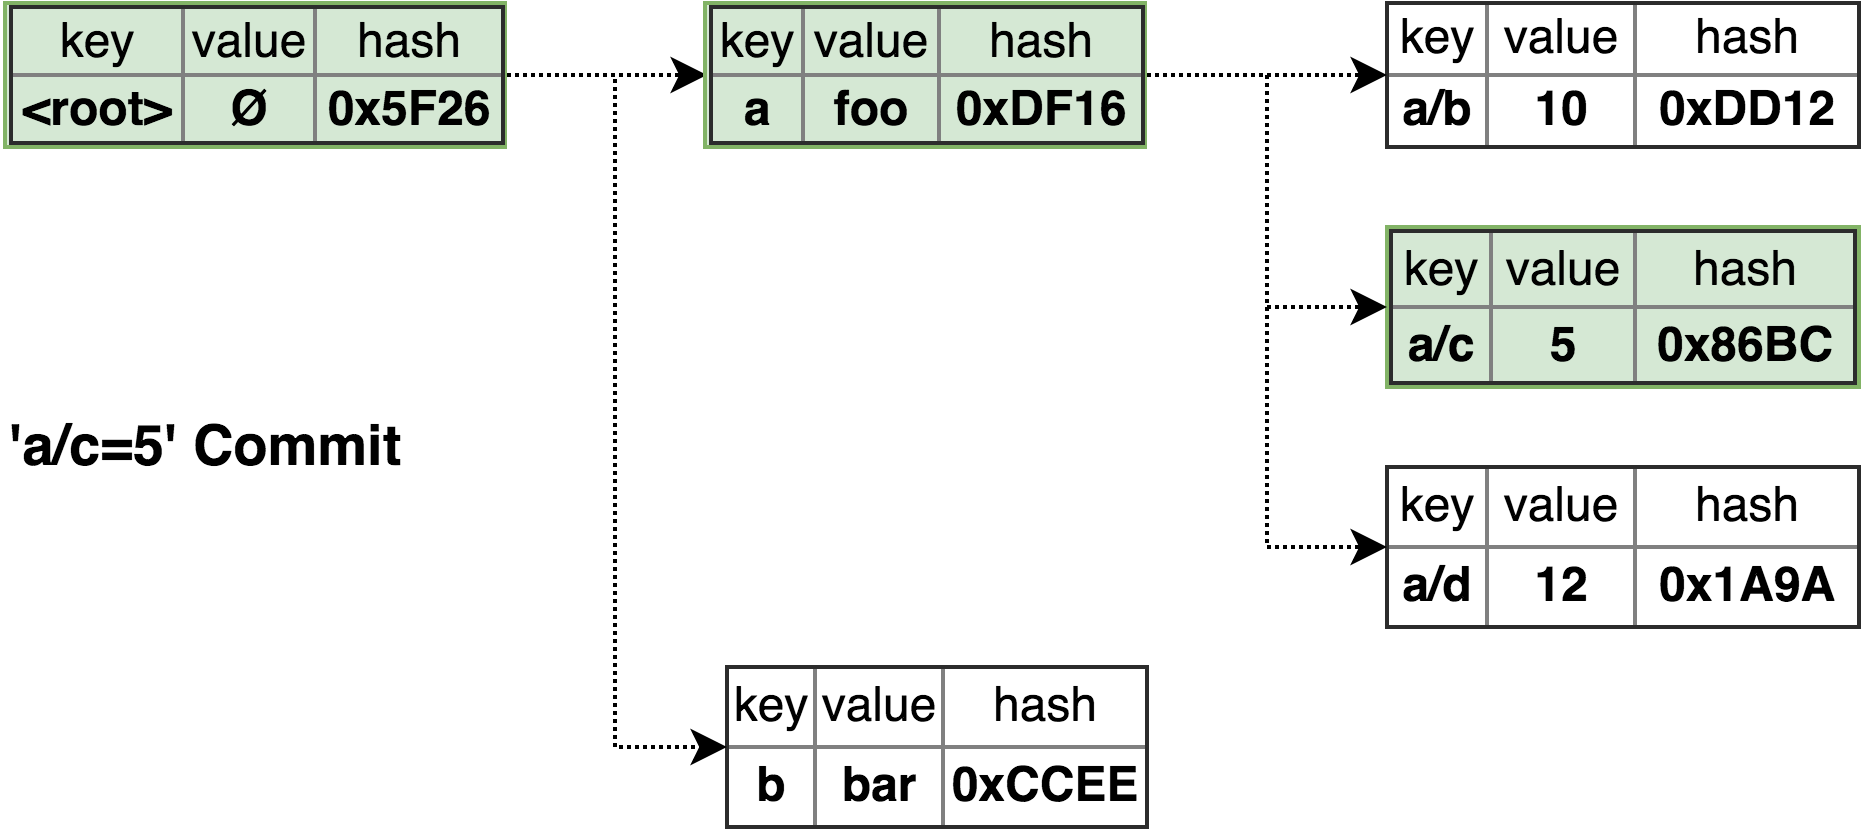 key value hash
<root> Ø 0x5F26
key value hash
a foo 0xDF16
key value hash
a/b 10 0xDD12
key value hash
a/c 5 0x86BC
'a/c=5' Commit
key value hash
a/d 12 0x1A9A
key value hash
b bar 0xCCEE